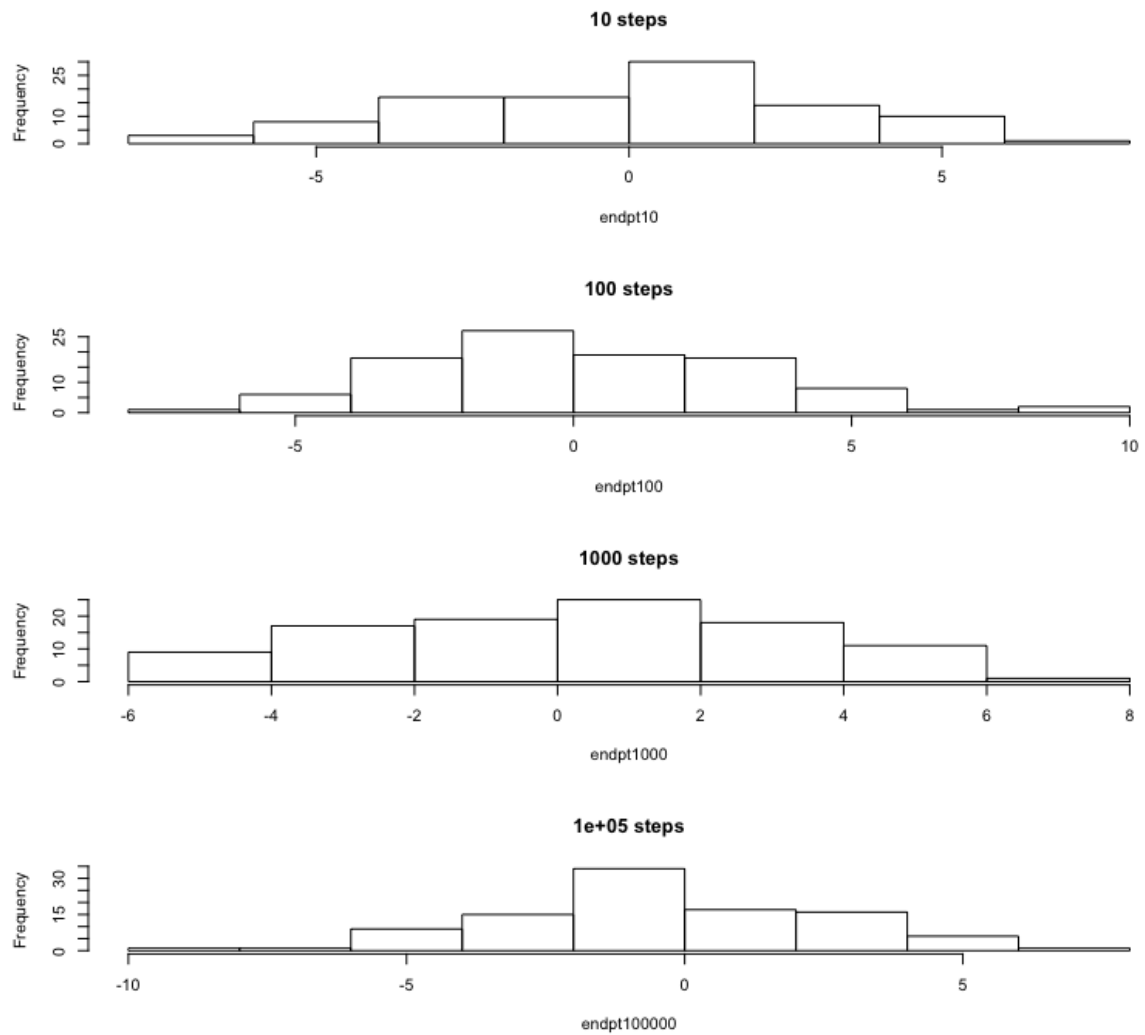 10 steps
Frequency
25
10
0
-5 0 5
endpt10
100 steps
Frequency
25
10
0
-5 0 5 10
endpt100
1000 steps
Frequency
20
10
0
-6 -4 -2 0 2 4 6 8
endpt1000
1e+05 steps
Frequency
30
15
0
-10 -5 0 5
endpt100000